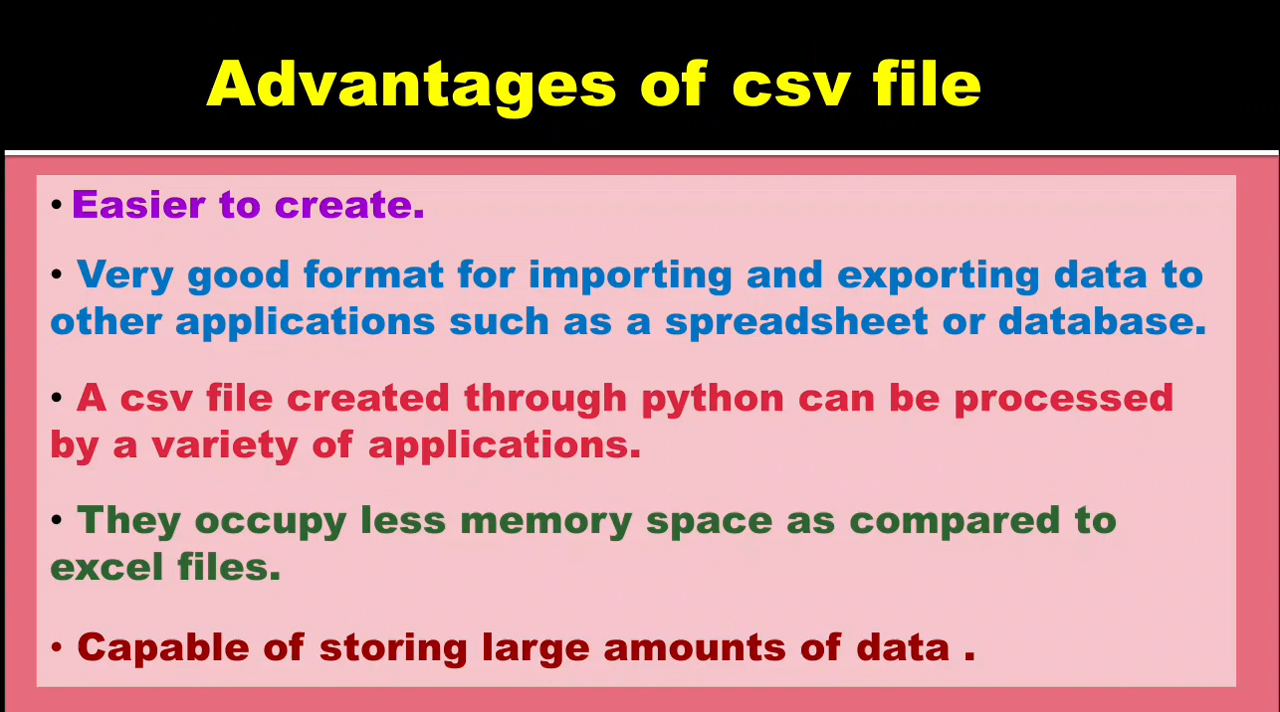 Advantages of csv file
• Easier to create.
• Very good format for importing and exporting data to
other applications such as a spreadsheet or database.
• A csv file created through python can be processed
by a variety of applications.
• They occupy less memory space as compared to
excel files.
• Capable of storing large amounts of data .